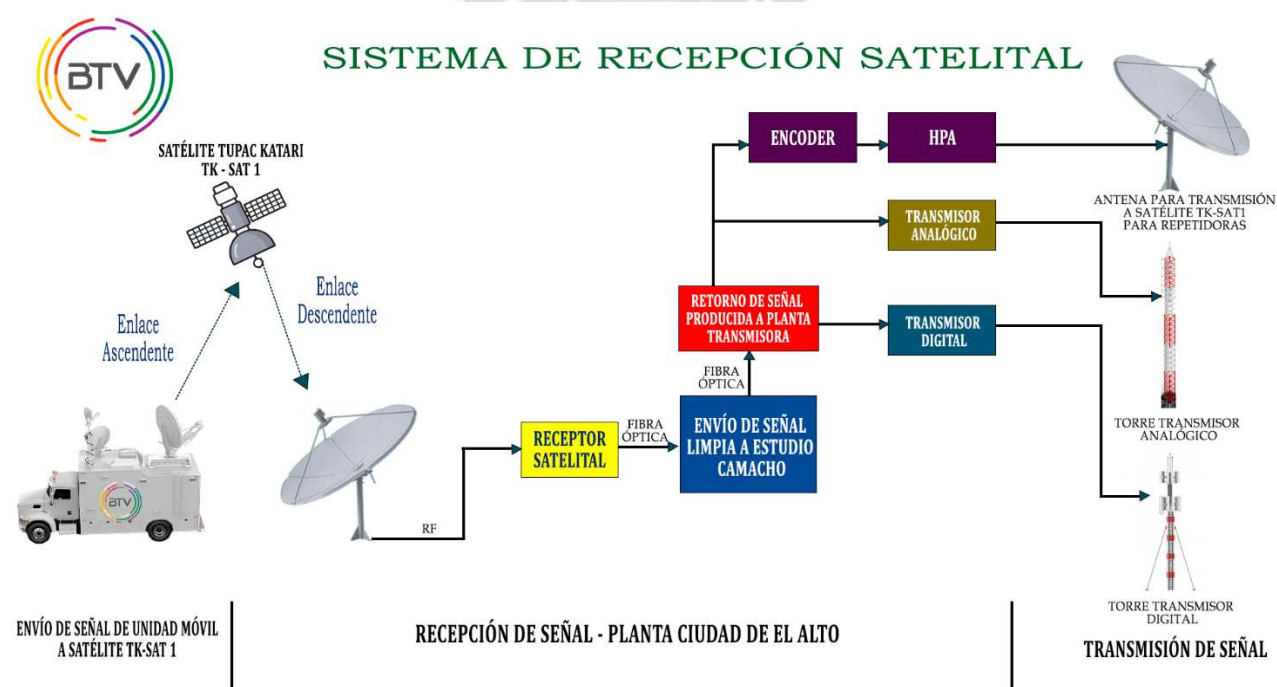 BTV
SISTEMA DE RECEPCIÓN SATELITAL
SATÉLITE TUPAC KATARI
TK - SAT 1
Enlace
Ascendente
Enlace
Descendente
BTV
RF
RECEPTOR
SATELITAL
FIBRA
ÓPTICA
ENVÍO DE SEÑAL
LIMPIA A ESTUDIO
CAMACHO
FIBRA
ÓPTICA
RETORNO DE SEÑAL
PRODUCIDA A PLANTA
TRANSMISORA
ENCODER
HPA
TRANSMISOR
ANALÓGICO
TRANSMISOR
DIGITAL
ANTENA PARA TRANSMISIÓN
A SATÉLITE TK-SAT1
PARA REPETIDORAS
TORRE TRANSMISOR
ANALÓGICO
TORRE TRANSMISOR
DIGITAL
ENVÍO DE SEÑAL DE UNIDAD MÓVIL
A SATÉLITE TK-SAT 1
RECEPCIÓN DE SEÑAL - PLANTA CIUDAD DE EL ALTO
TRANSMISIÓN DE SEÑAL